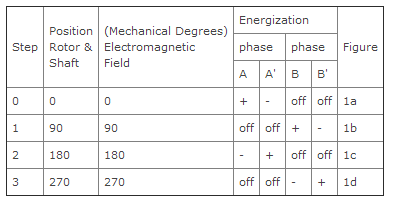 Step
Position
Rotor &
Shaft
(Mechanical Degrees)
Electromagnetic
Field
Energization
phase phase
A A' B B'
Figure
0 0 0 + - off off 1a
1 90 90 off off + - 1b
2 180 180 - + off off 1c
3 270 270 off off - + 1d